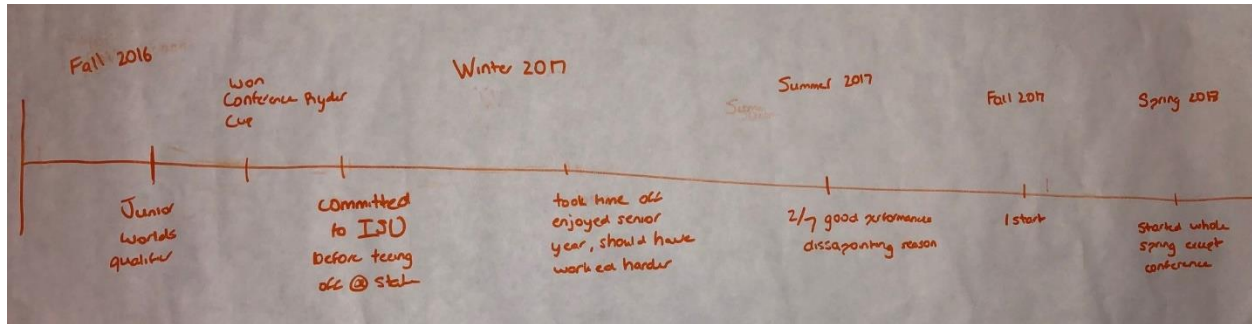 Fall 2016
won
Conference Ryder
Cup
Winter 2017
Summer 2017
Fall 2017
Spring 2018
Junior
Worlds
qualifier
committed
to ISU
before teeing
off @ State
took time off
enjoyed senior
year, should have
worked harder
2/7 good performances
dissapointing reason
1 start
Started whole
spring except
conference